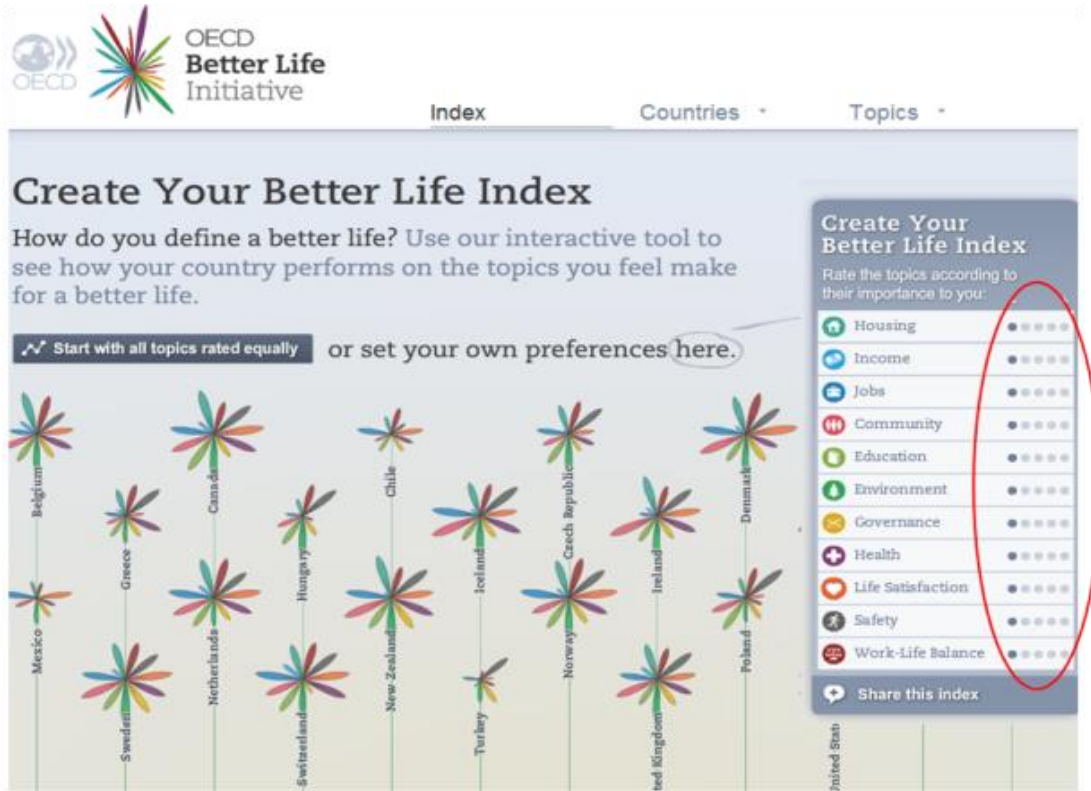 OECD
OECD
Better Life
Initiative
Index
Countries
Topics
Create Your Better Life Index
How do you define a better life? Use our interactive tool to
see how your country performs on the topics you feel make
for a better life.
Start with all topics rated equally
or set your own preferences here.
Create Your
Better Life Index
Rate the topics according to
their importance to you:
Housing
Income
Jobs
Community
Education
Environment
Governance
Health
Life Satisfaction
Safety
Work-Life Balance
Share this index
Belgium
Canada
Chile
Czech Republic
Denmark
Greece
Hungary
Iceland
Ireland
Mexico
Netherlands
New Zealand
Norway
Poland
Sweden
Switzerland
Turkey
ted Kingdom
United Stat